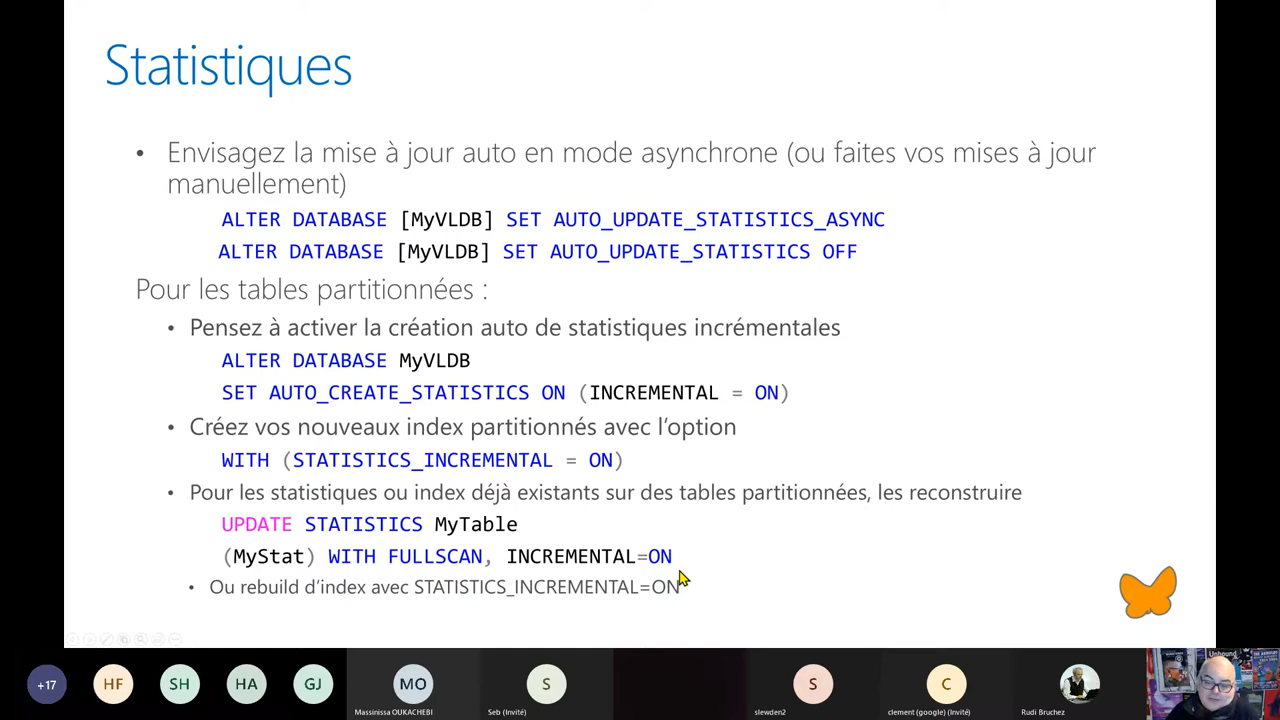 Statistiques
• Envisagez la mise à jour auto en mode asynchrone (ou faites vos mises à jour
manuellement)
ALTER DATABASE [MyVLDB] SET AUTO_UPDATE_STATISTICS_ASYNC
ALTER DATABASE [MyVLDB] SET AUTO_UPDATE_STATISTICS OFF
Pour les tables partitionnées :
• Pensez à activer la création auto de statistiques incrémentales
ALTER DATABASE MyVLDB
SET AUTO_CREATE_STATISTICS ON (INCREMENTAL = ON)
• Créez vos nouveaux index partitionnés avec l’option
WITH (STATISTICS_INCREMENTAL = ON)
• Pour les statistiques ou index déjà existants sur des tables partitionnées, les reconstruire
UPDATE STATISTICS MyTable
(MyStat) WITH FULLSCAN, INCREMENTAL=ON
• Ou rebuild d’index avec STATISTICS_INCREMENTAL=ON
+17 HF SH HA GJ MO S S C
Massinissa OUKACHEBI Seb (Invité) slewden2 clement (google) (Invité) Rudi Bruchez
Unbound